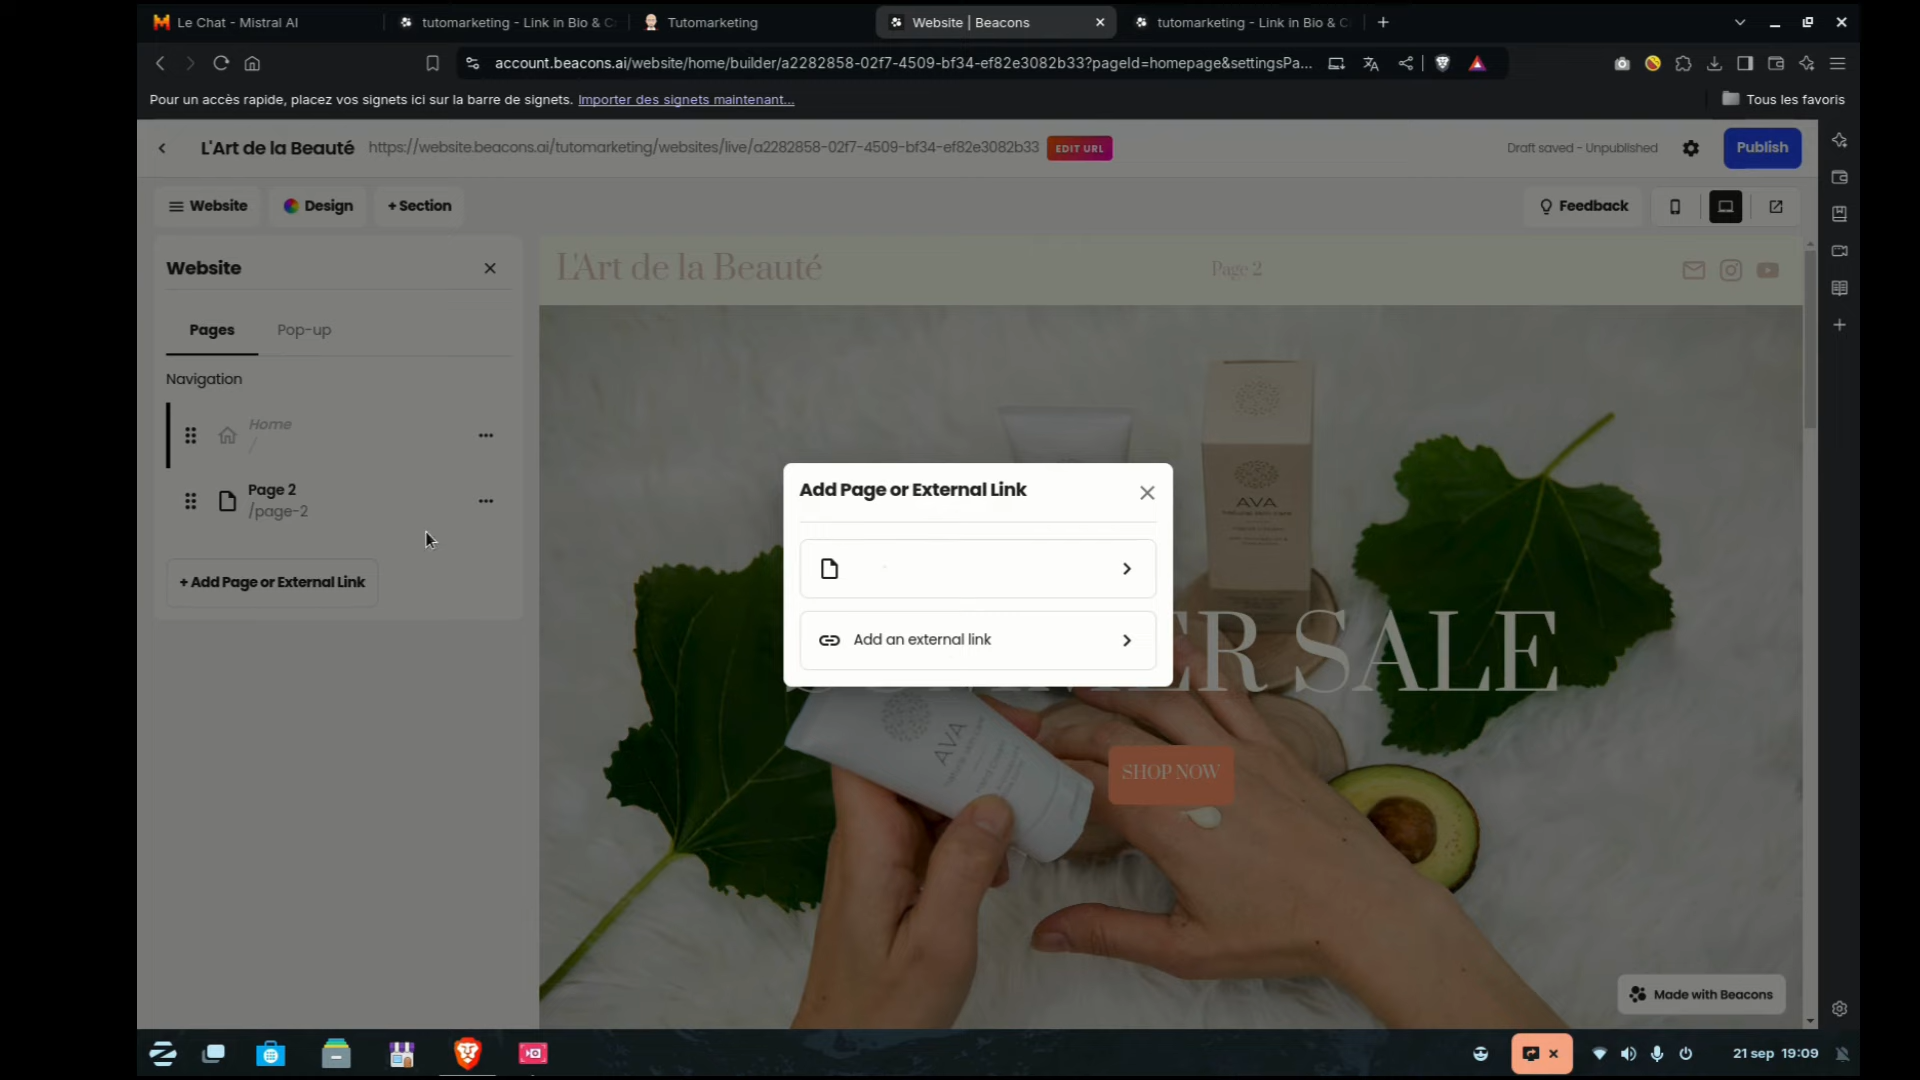 Le Chat - Mistral AI
tutomarketing - Link in Bio & C
Tutomarketing
Website | Beacons
tutomarketing - Link in Bio & C
account.beacons.ai/website/home/builder/a2282858-02f7-4509-bf34-ef82e3082b33?pageId=homepage&settingsPa...
Pour un accès rapide, placez vos signets ici sur la barre de signets. Importer des signets maintenant...
Tous les favoris
L'Art de la Beauté
https://website.beacons.ai/tutomarketing/websites/live/a2282858-02f7-4509-bf34-ef82e3082b33
EDIT URL
Draft saved - Unpublished
Publish
Website
Design
+ Section
Feedback
Website
Pages
Pop-up
Navigation
Home
/
Page 2
/page-2
+ Add Page or External Link
L'Art de la Beauté
Page 2
AVA
Add Page or External Link
Add an external link
ER SALE
AVA
SHOP NOW
Made with Beacons
21 sep 19:09